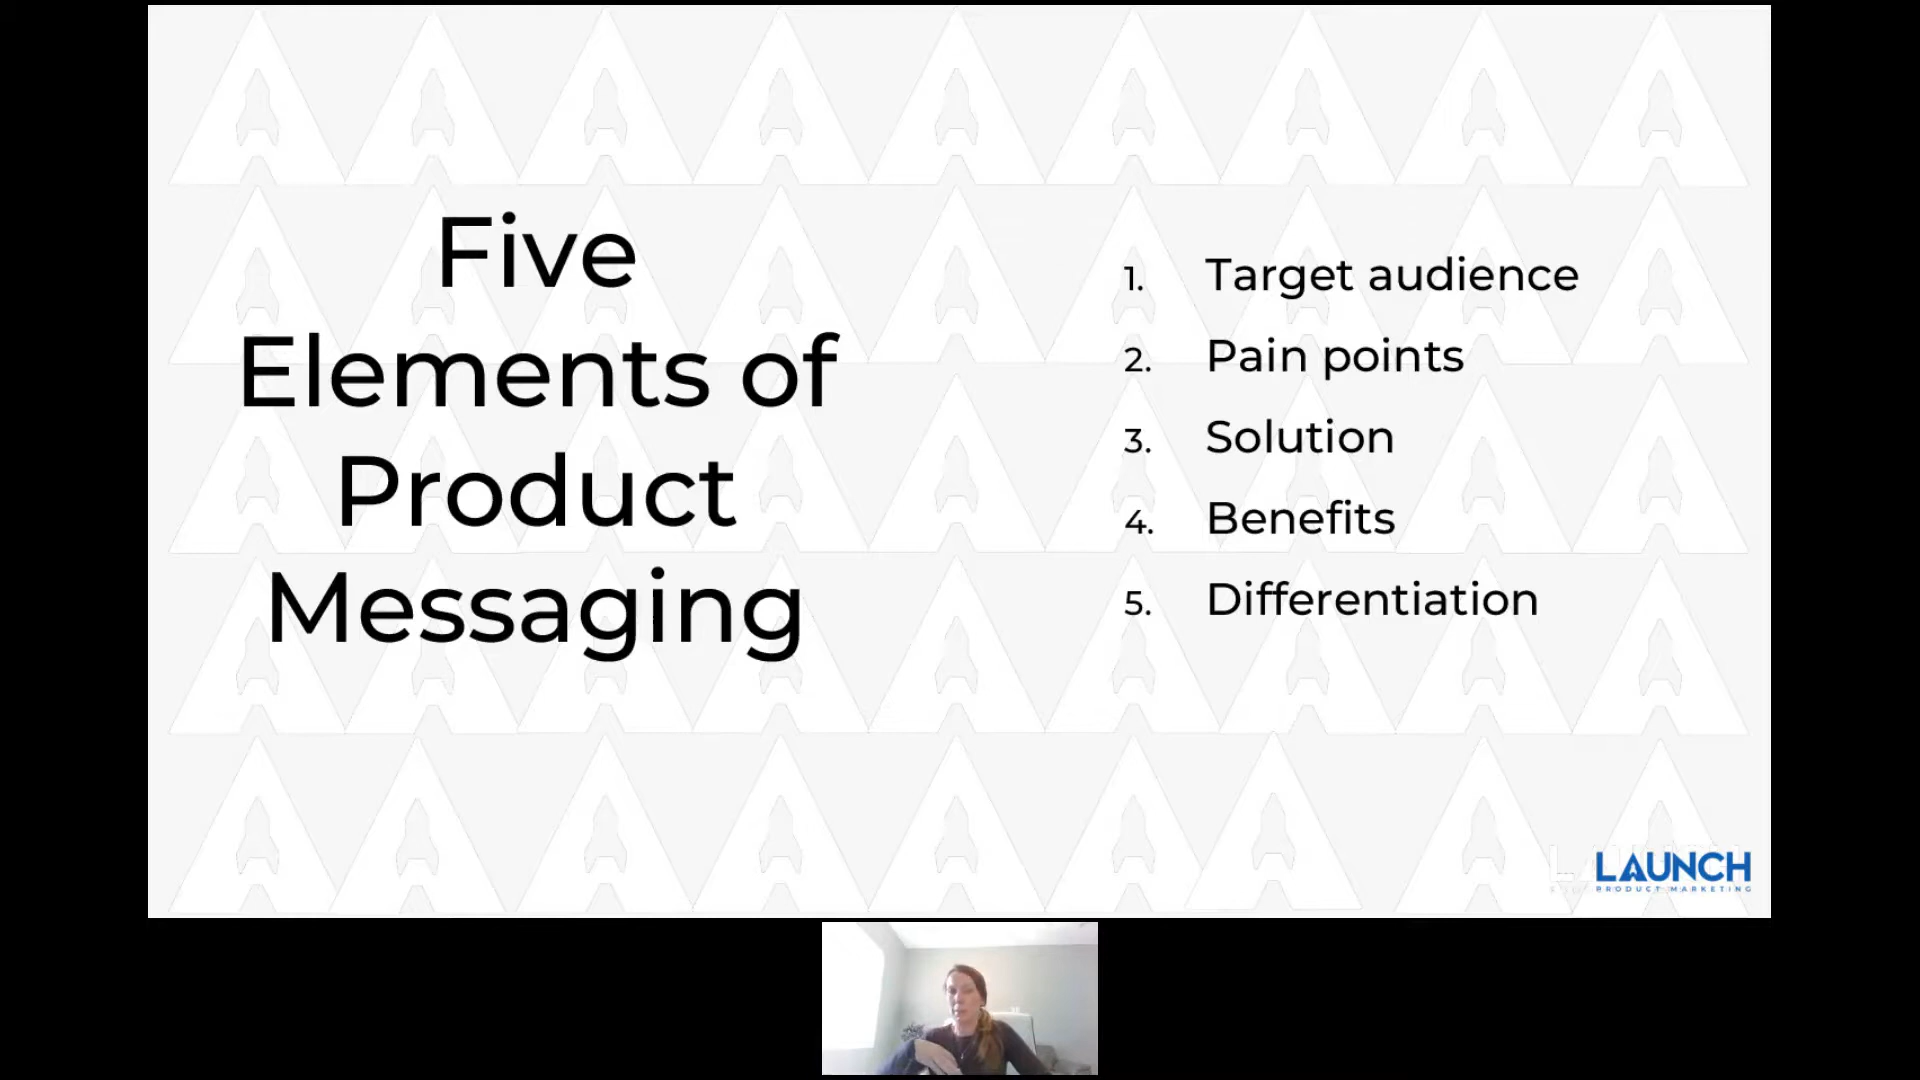 Five
Elements of
Product
Messaging
1. Target audience
2. Pain points
3. Solution
4. Benefits
5. Differentiation
LAUNCH
PRODUCT MARKETING